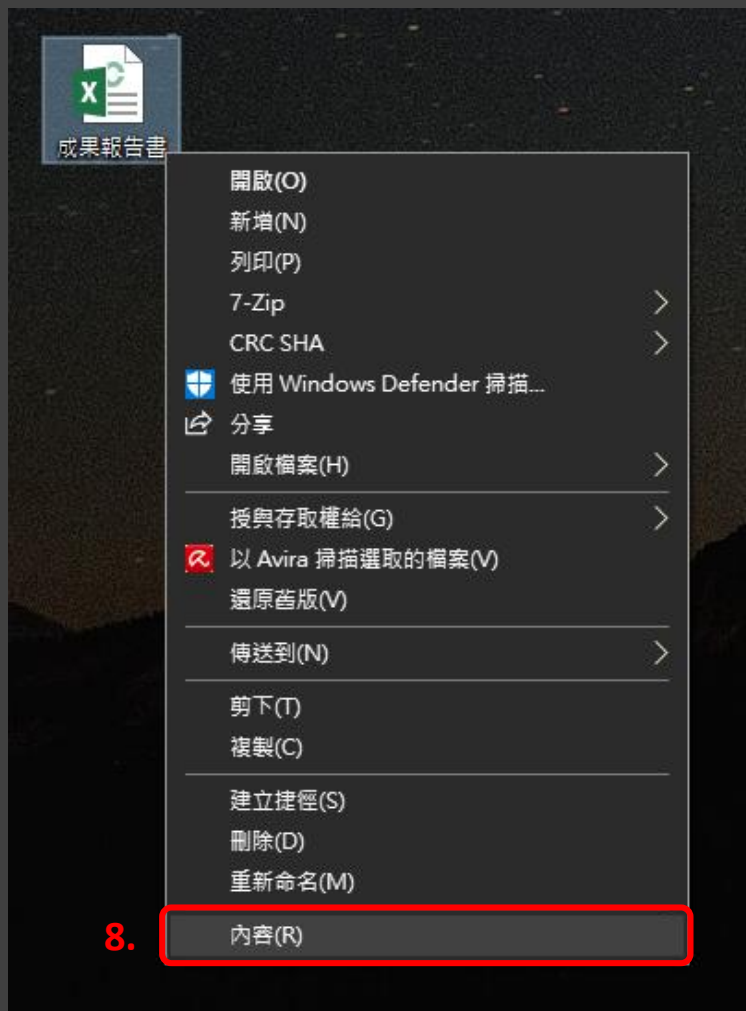 成果報告書
開啟(O)
新增(N)
列印(P)
7-Zip
CRC SHA
使用 Windows Defender 掃描...
分享
開啟檔案(H)
授與存取權給(G)
以 Avira 掃描選取的檔案(V)
還原舊版(V)
傳送到(N)
剪下(T)
複製(C)
建立捷徑(S)
刪除(D)
重新命名(M)
8. 內容(R)